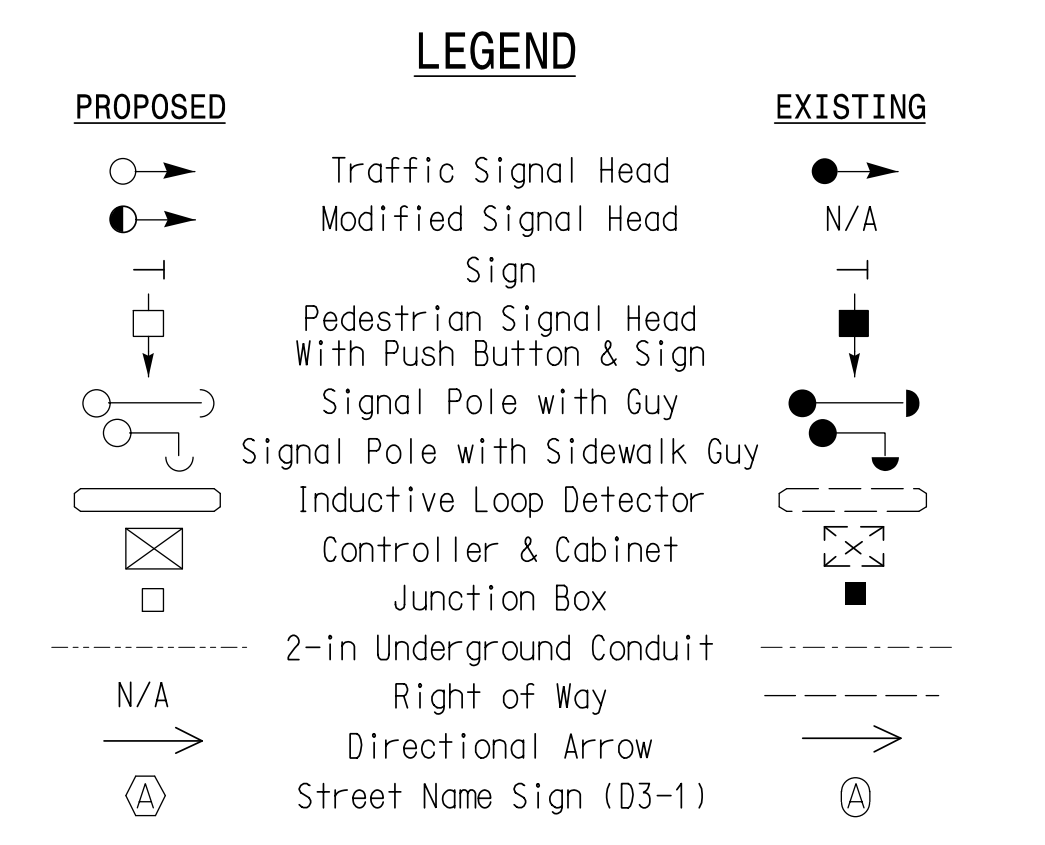 LEGEND
PROPOSED EXISTING
Traffic Signal Head
Modified Signal Head N/A
Sign
Pedestrian Signal Head
With Push Button & Sign
Signal Pole with Guy
Signal Pole with Sidewalk Guy
Inductive Loop Detector
Controller & Cabinet
Junction Box
2-in Underground Conduit
N/A Right of Way
Directional Arrow
A Street Name Sign (D3-1) A